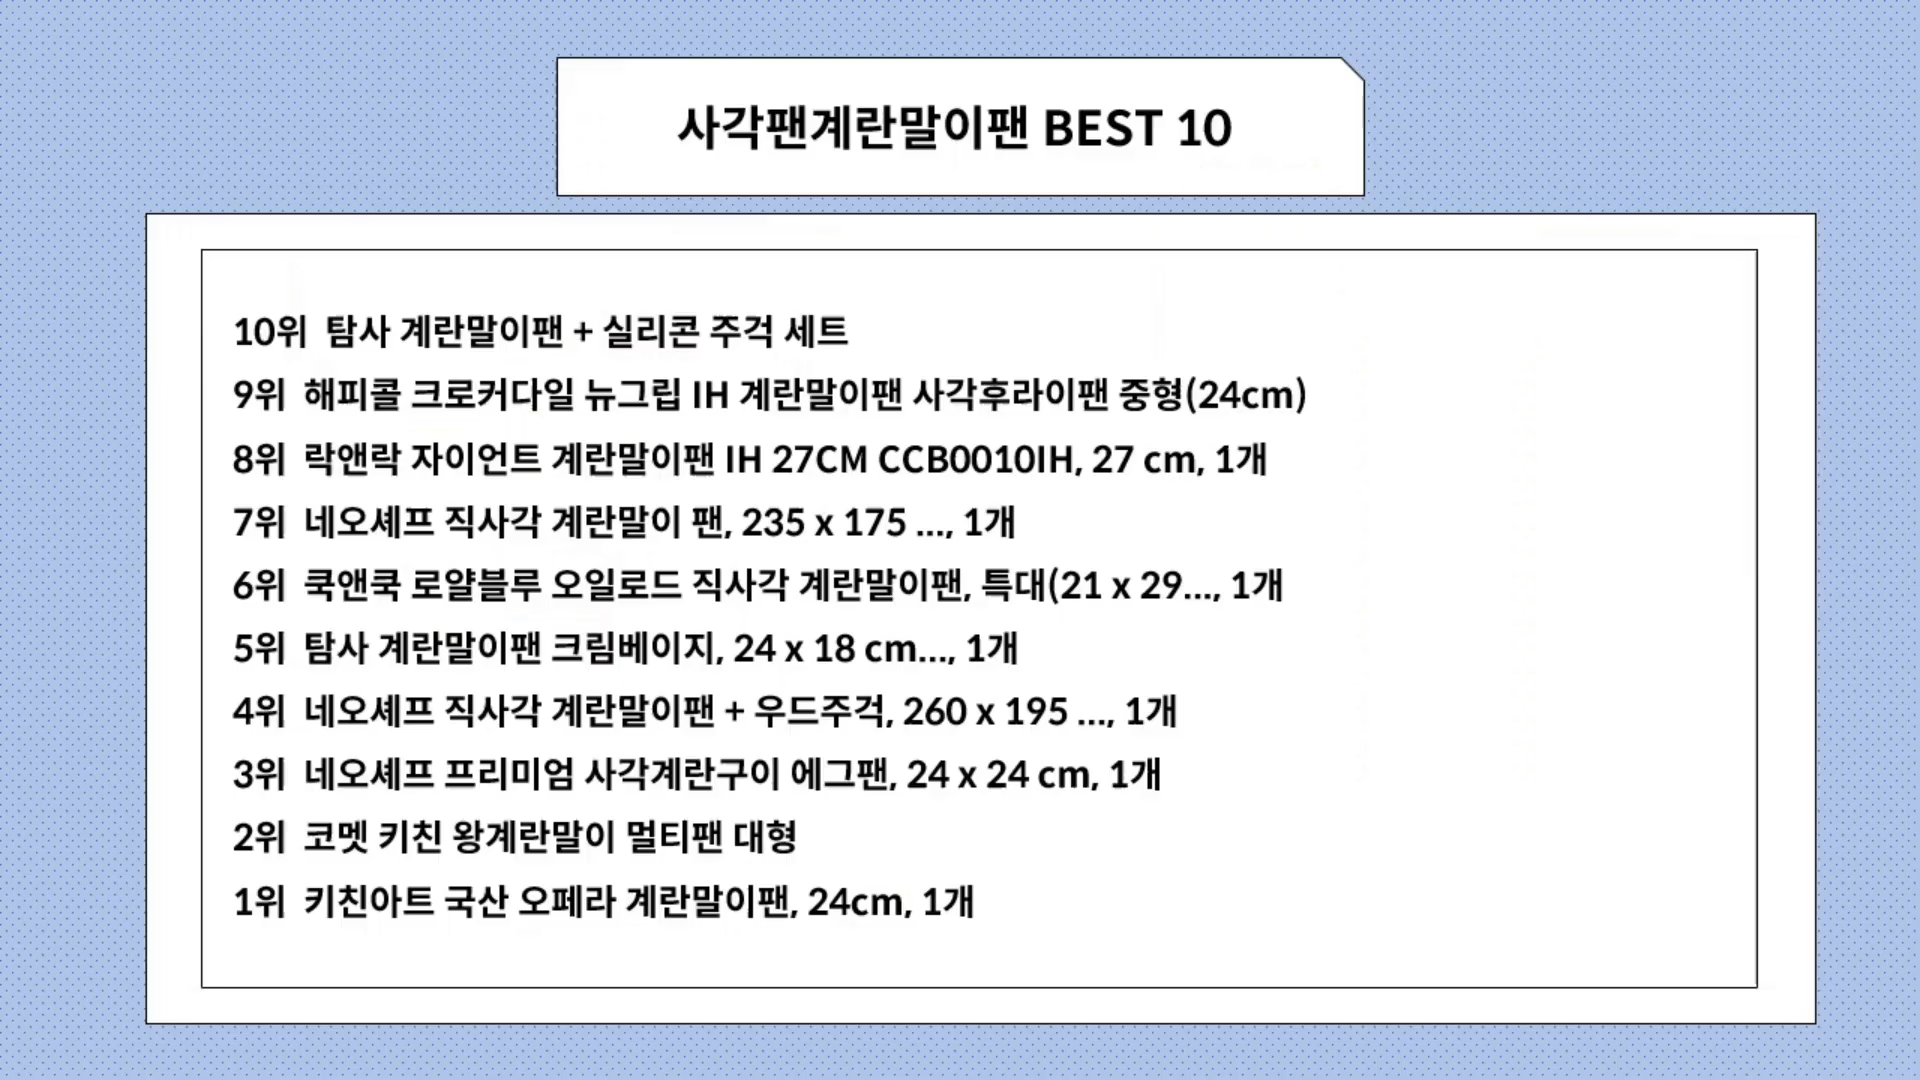 사각팬계란말이팬 BEST 10
10위 탐사 계란말이팬 + 실리콘 주걱 세트
9위 해피콜 크로커다일 뉴그립 IH 계란말이팬 사각후라이팬 중형(24cm)
8위 락앤락 자이언트 계란말이팬 IH 27CM CCB0010IH, 27 cm, 1개
7위 네오셰프 직사각 계란말이 팬, 235 x 175 ..., 1개
6위 쿡앤쿡 로얄블루 오일로드 직사각 계란말이팬, 특대(21 x 29..., 1개
5위 탐사 계란말이팬 크림베이지, 24 x 18 cm..., 1개
4위 네오셰프 직사각 계란말이팬 + 우드주걱, 260 x 195 ..., 1개
3위 네오셰프 프리미엄 사각계란구이 에그팬, 24 x 24 cm, 1개
2위 코멧 키친 왕계란말이 멀티팬 대형
1위 키친아트 국산 오페라 계란말이팬, 24cm, 1개